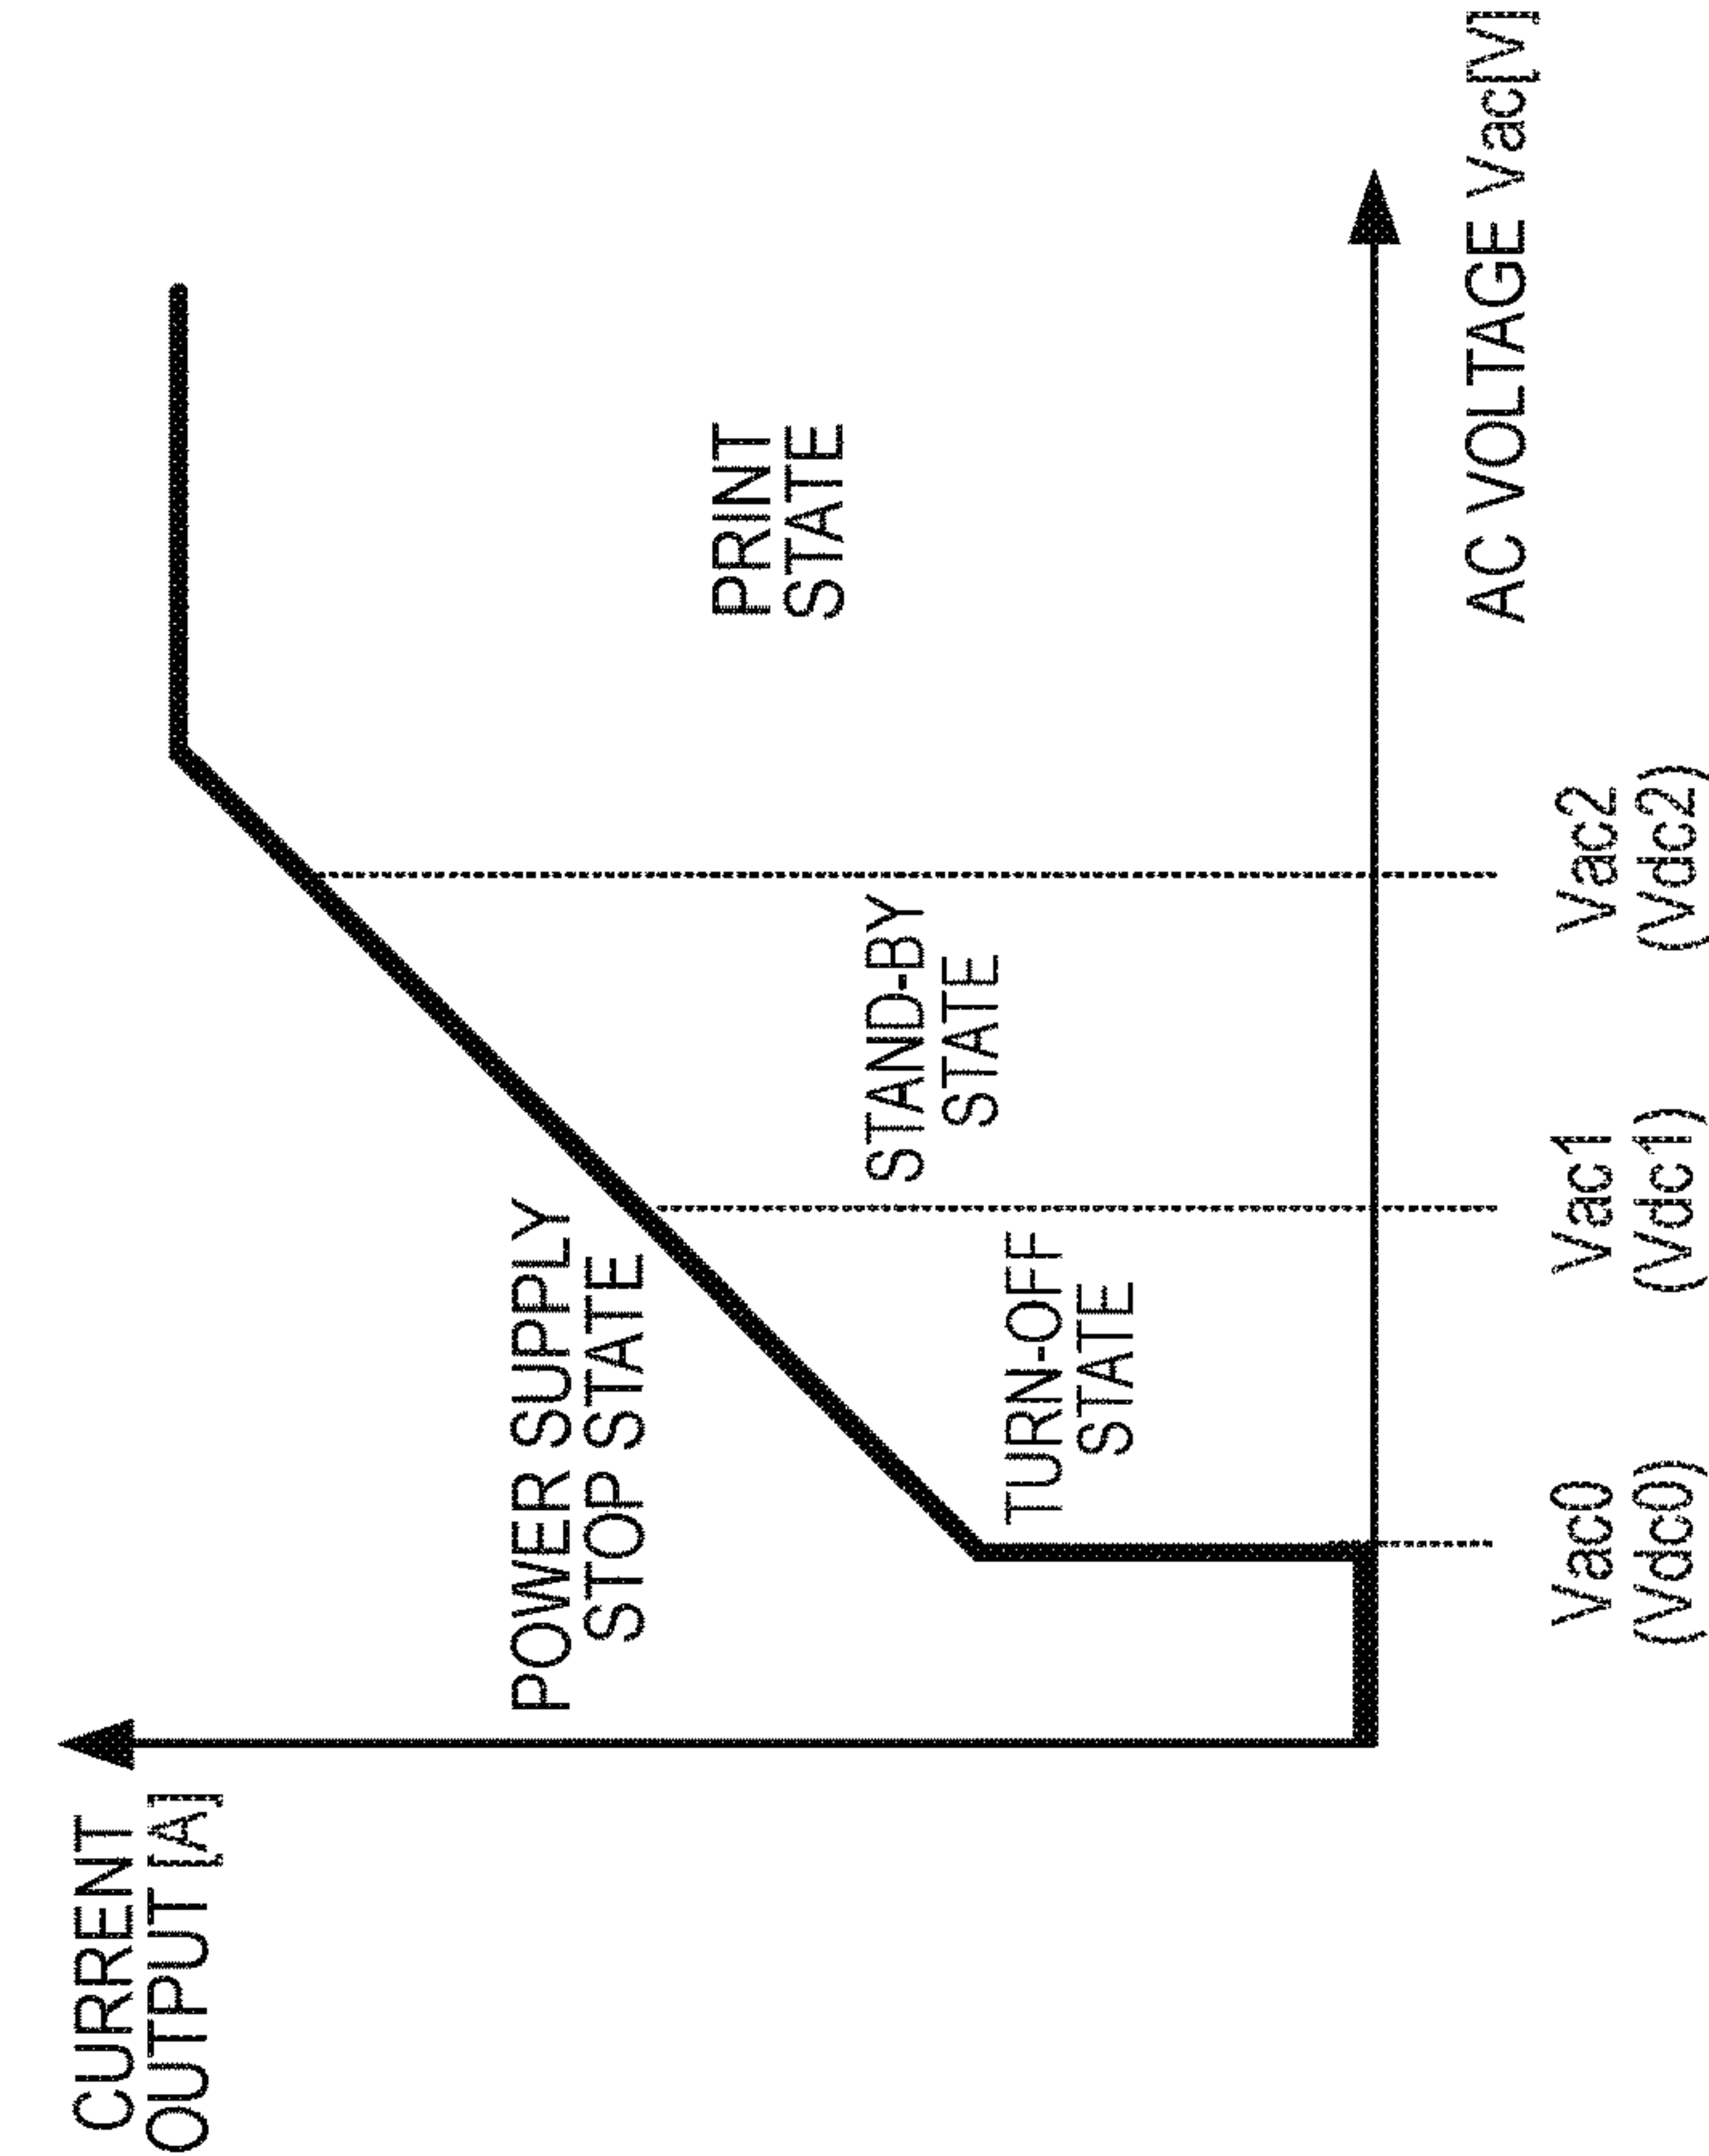 CURRENT
OUTPUT [A]
POWER SUPPLY
STOP STATE
TURN-OFF
STATE
STAND-BY
STATE
PRINT
STATE
AC VOLTAGE Vac[V]
Vac0
(Vdc0)
Vac1
(Vdc1)
Vac2
(Vdc2)